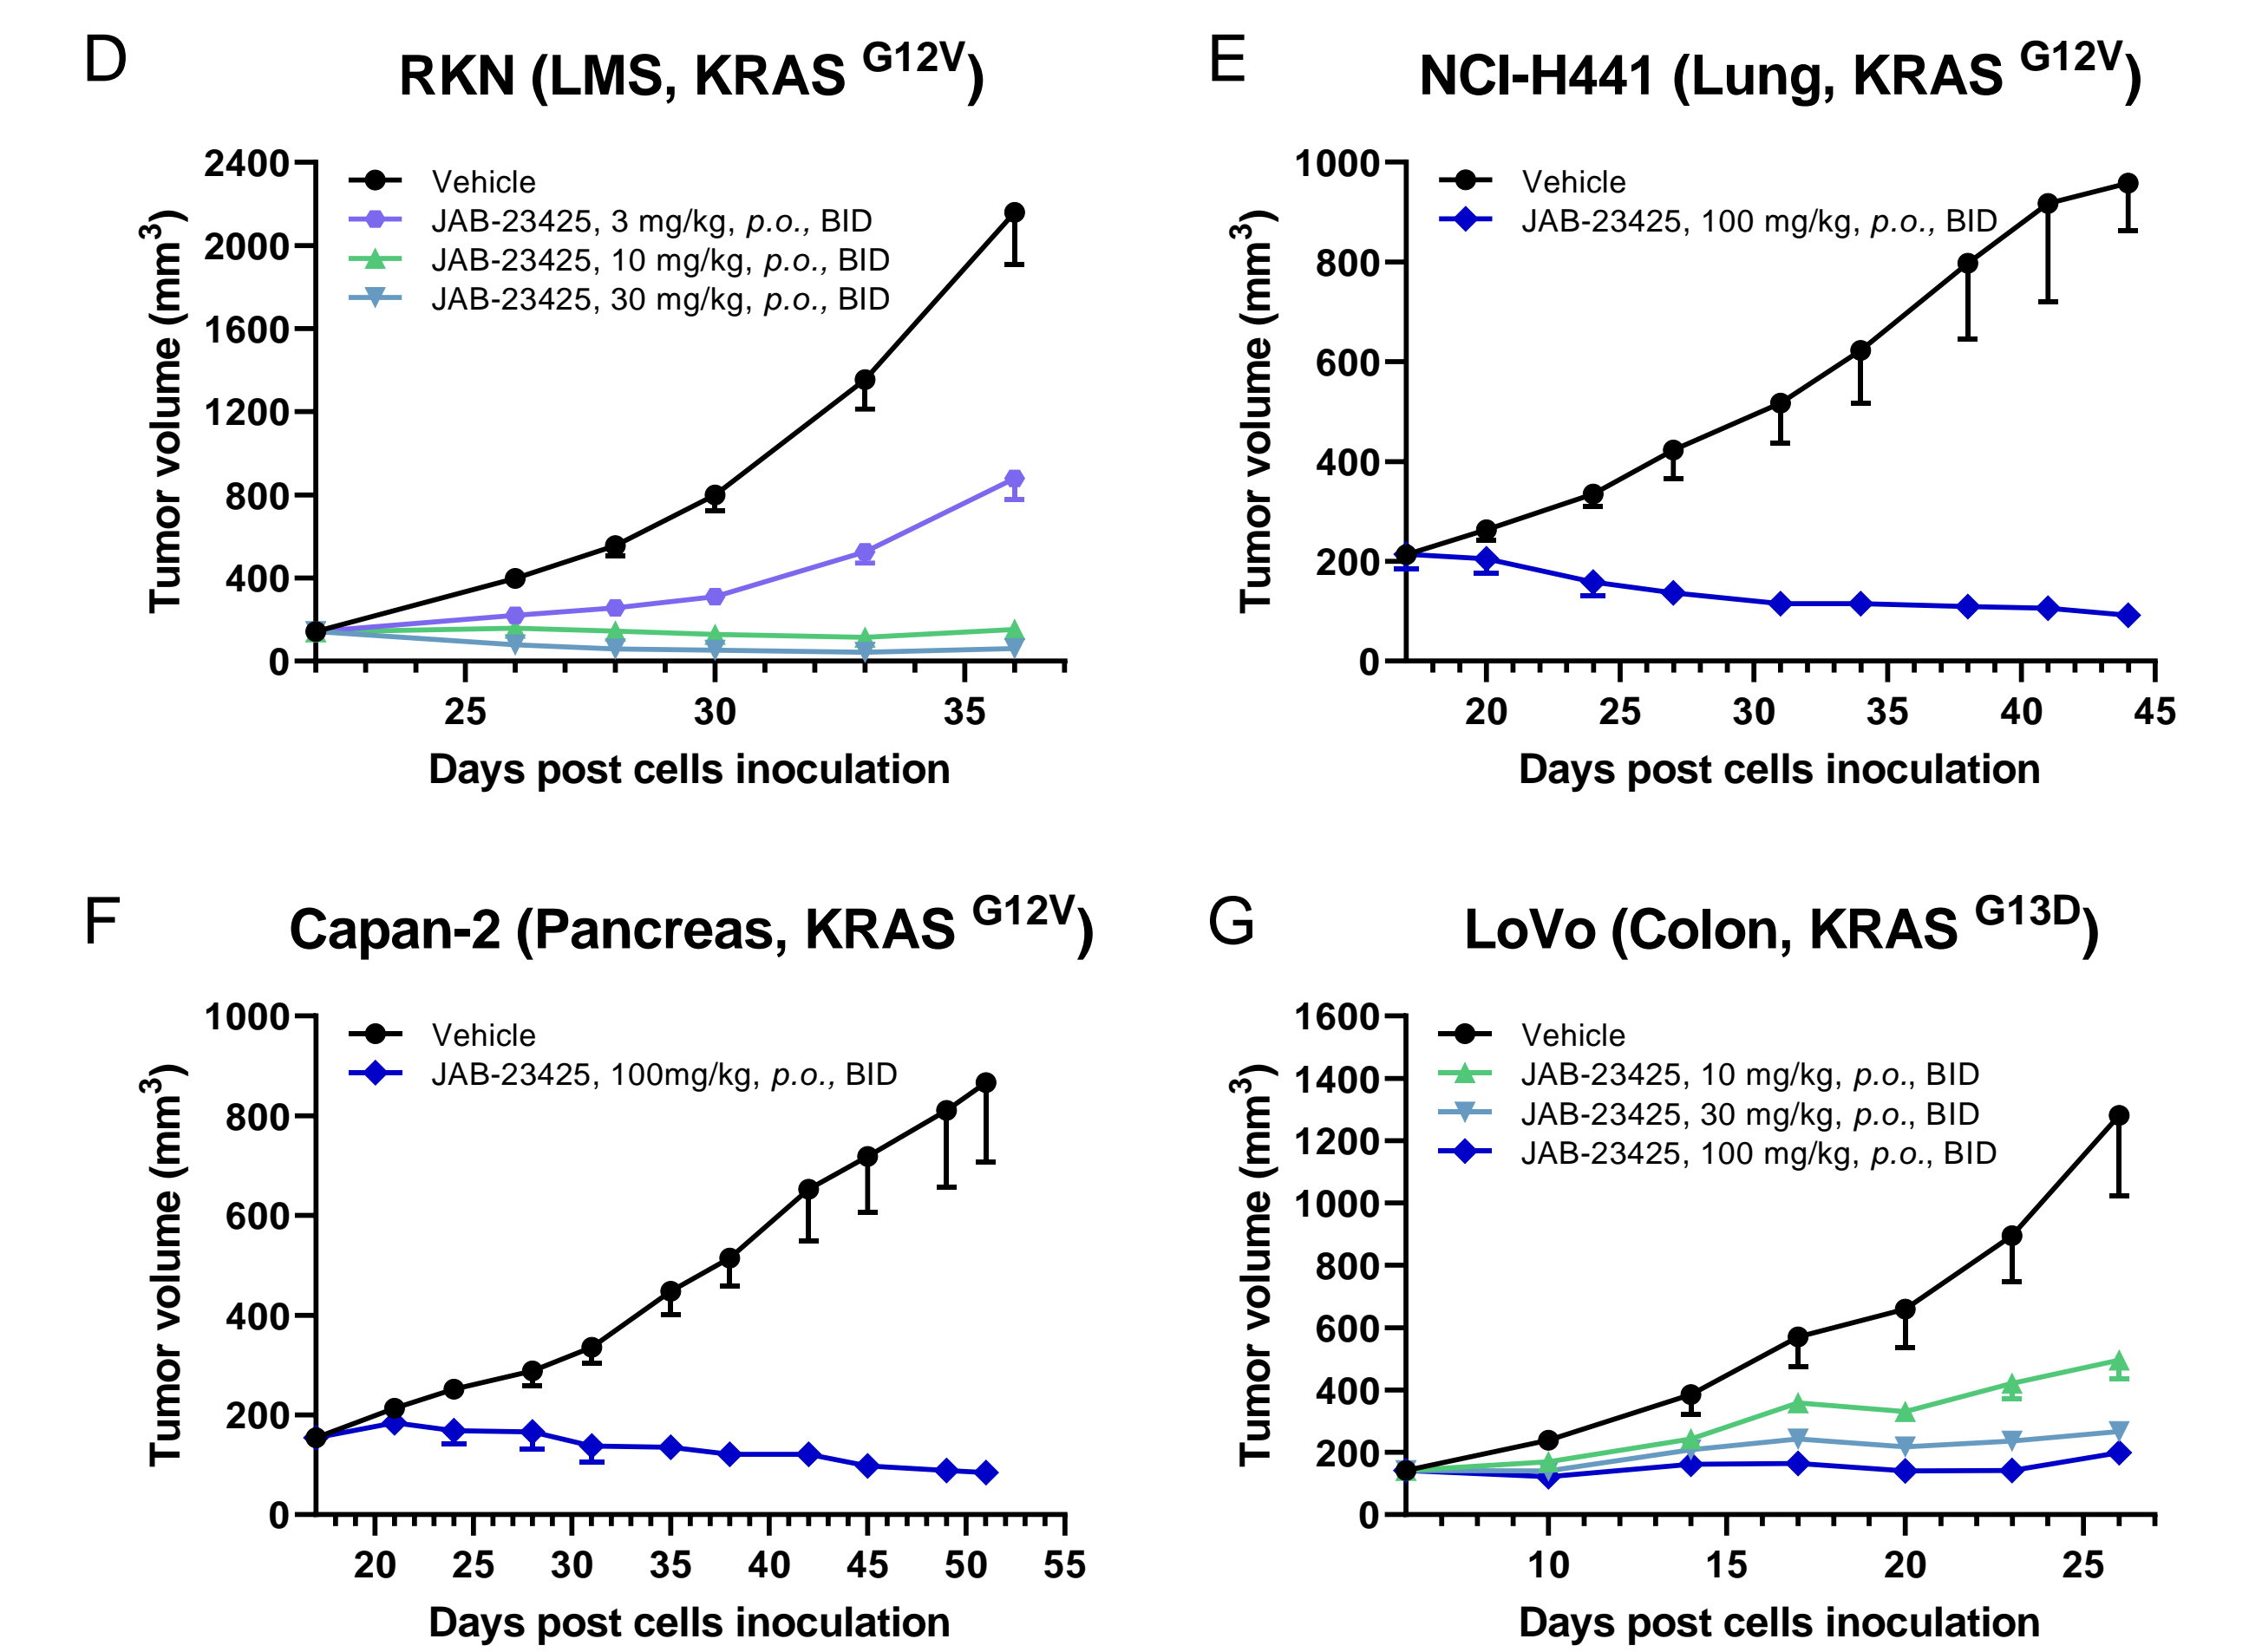 D
RKN (LMS, KRAS G12V)
2400
2000
1600
1200
800
400
0
Tumor volume (mm3)
Vehicle
JAB-23425, 3 mg/kg, p.o., BID
JAB-23425, 10 mg/kg, p.o., BID
JAB-23425, 30 mg/kg, p.o., BID
25 30 35
Days post cells inoculation
E
NCI-H441 (Lung, KRAS G12V)
1000
800
600
400
200
0
Tumor volume (mm3)
Vehicle
JAB-23425, 100 mg/kg, p.o., BID
20 25 30 35 40 45
Days post cells inoculation
F
Capan-2 (Pancreas, KRAS G12V)
1000
800
600
400
200
0
Tumor volume (mm3)
Vehicle
JAB-23425, 100mg/kg, p.o., BID
20 25 30 35 40 45 50 55
Days post cells inoculation
G
LoVo (Colon, KRAS G13D)
1600
1400
1200
1000
800
600
400
200
0
Tumor volume (mm3)
Vehicle
JAB-23425, 10 mg/kg, p.o., BID
JAB-23425, 30 mg/kg, p.o., BID
JAB-23425, 100 mg/kg, p.o., BID
10 15 20 25
Days post cells inoculation